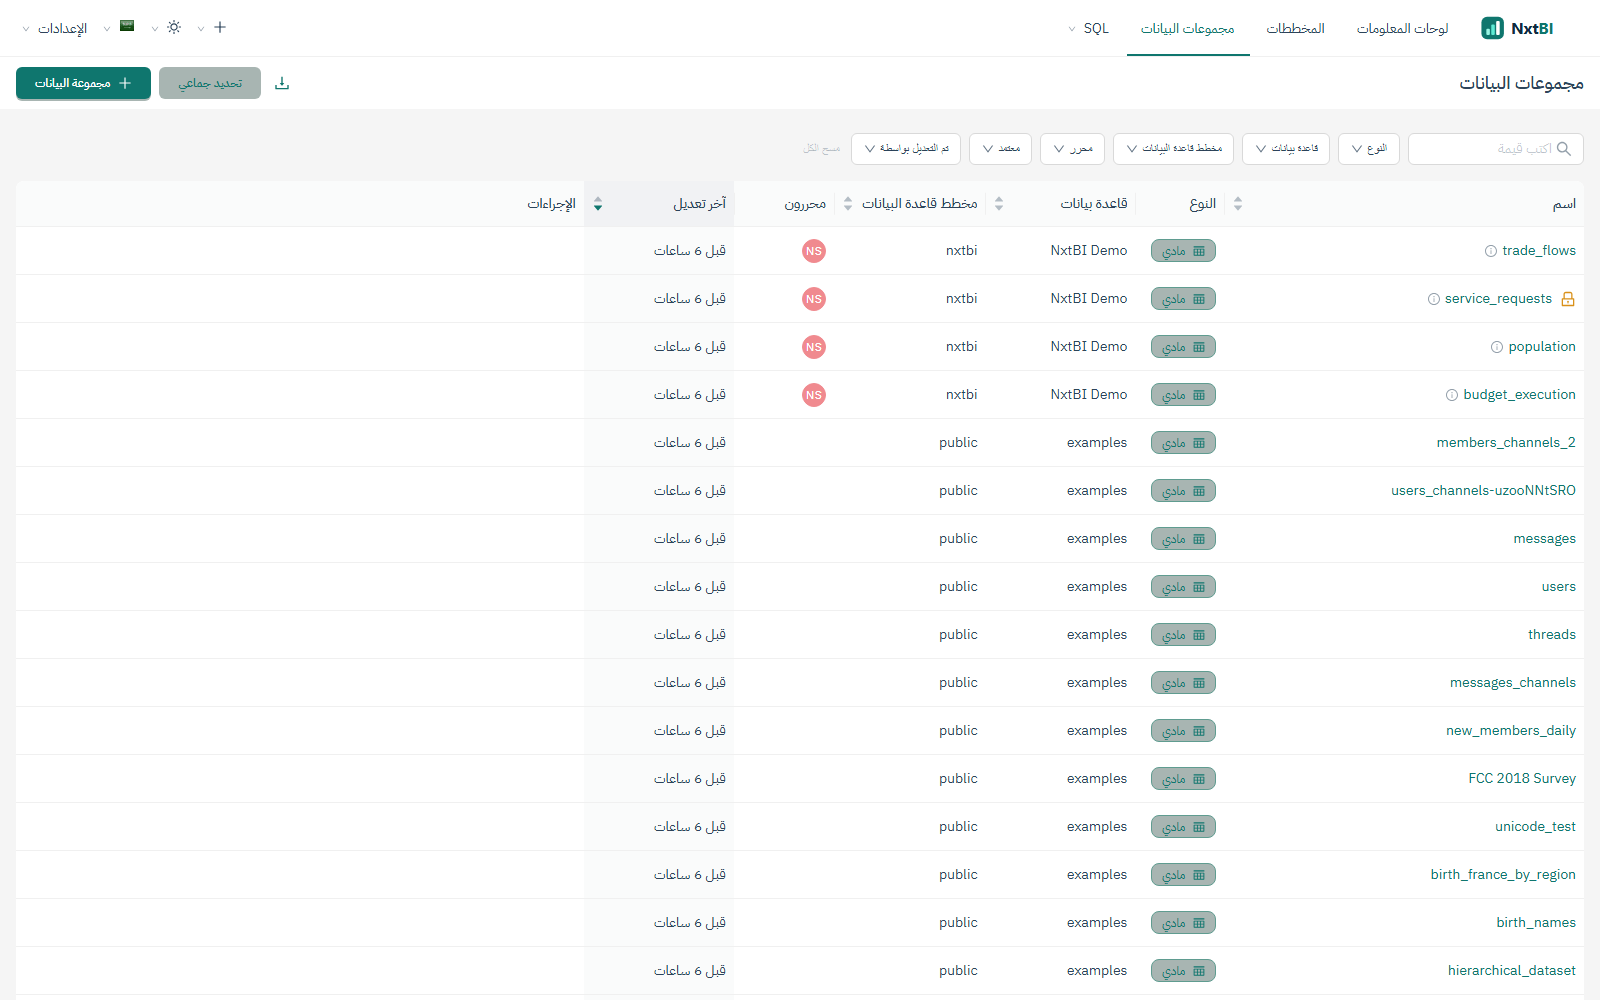 NxtBI
لوحات المعلومات
المخططات
مجموعات البيانات
SQL
الإعدادات
مجموعات البيانات
تحديد جماعي
مجموعة البيانات
اكتب قيمة
النوع
قاعدة بيانات
مخطط قاعدة البيانات
محرر
معتمد
تم التعديل بواسطة
مسح الكل
اسم النوع قاعدة بيانات مخطط قاعدة البيانات محررون آخر تعديل الإجراءات
trade_flows مادي NxtBI Demo nxtbi NS قبل 6 ساعات
service_requests مادي NxtBI Demo nxtbi NS قبل 6 ساعات
population مادي NxtBI Demo nxtbi NS قبل 6 ساعات
budget_execution مادي NxtBI Demo nxtbi NS قبل 6 ساعات
members_channels_2 مادي examples public قبل 6 ساعات
users_channels-uzooNNtSRO مادي examples public قبل 6 ساعات
messages مادي examples public قبل 6 ساعات
users مادي examples public قبل 6 ساعات
threads مادي examples public قبل 6 ساعات
messages_channels مادي examples public قبل 6 ساعات
new_members_daily مادي examples public قبل 6 ساعات
FCC 2018 Survey مادي examples public قبل 6 ساعات
unicode_test مادي examples public قبل 6 ساعات
birth_france_by_region مادي examples public قبل 6 ساعات
birth_names مادي examples public قبل 6 ساعات
hierarchical_dataset مادي examples public قبل 6 ساعات